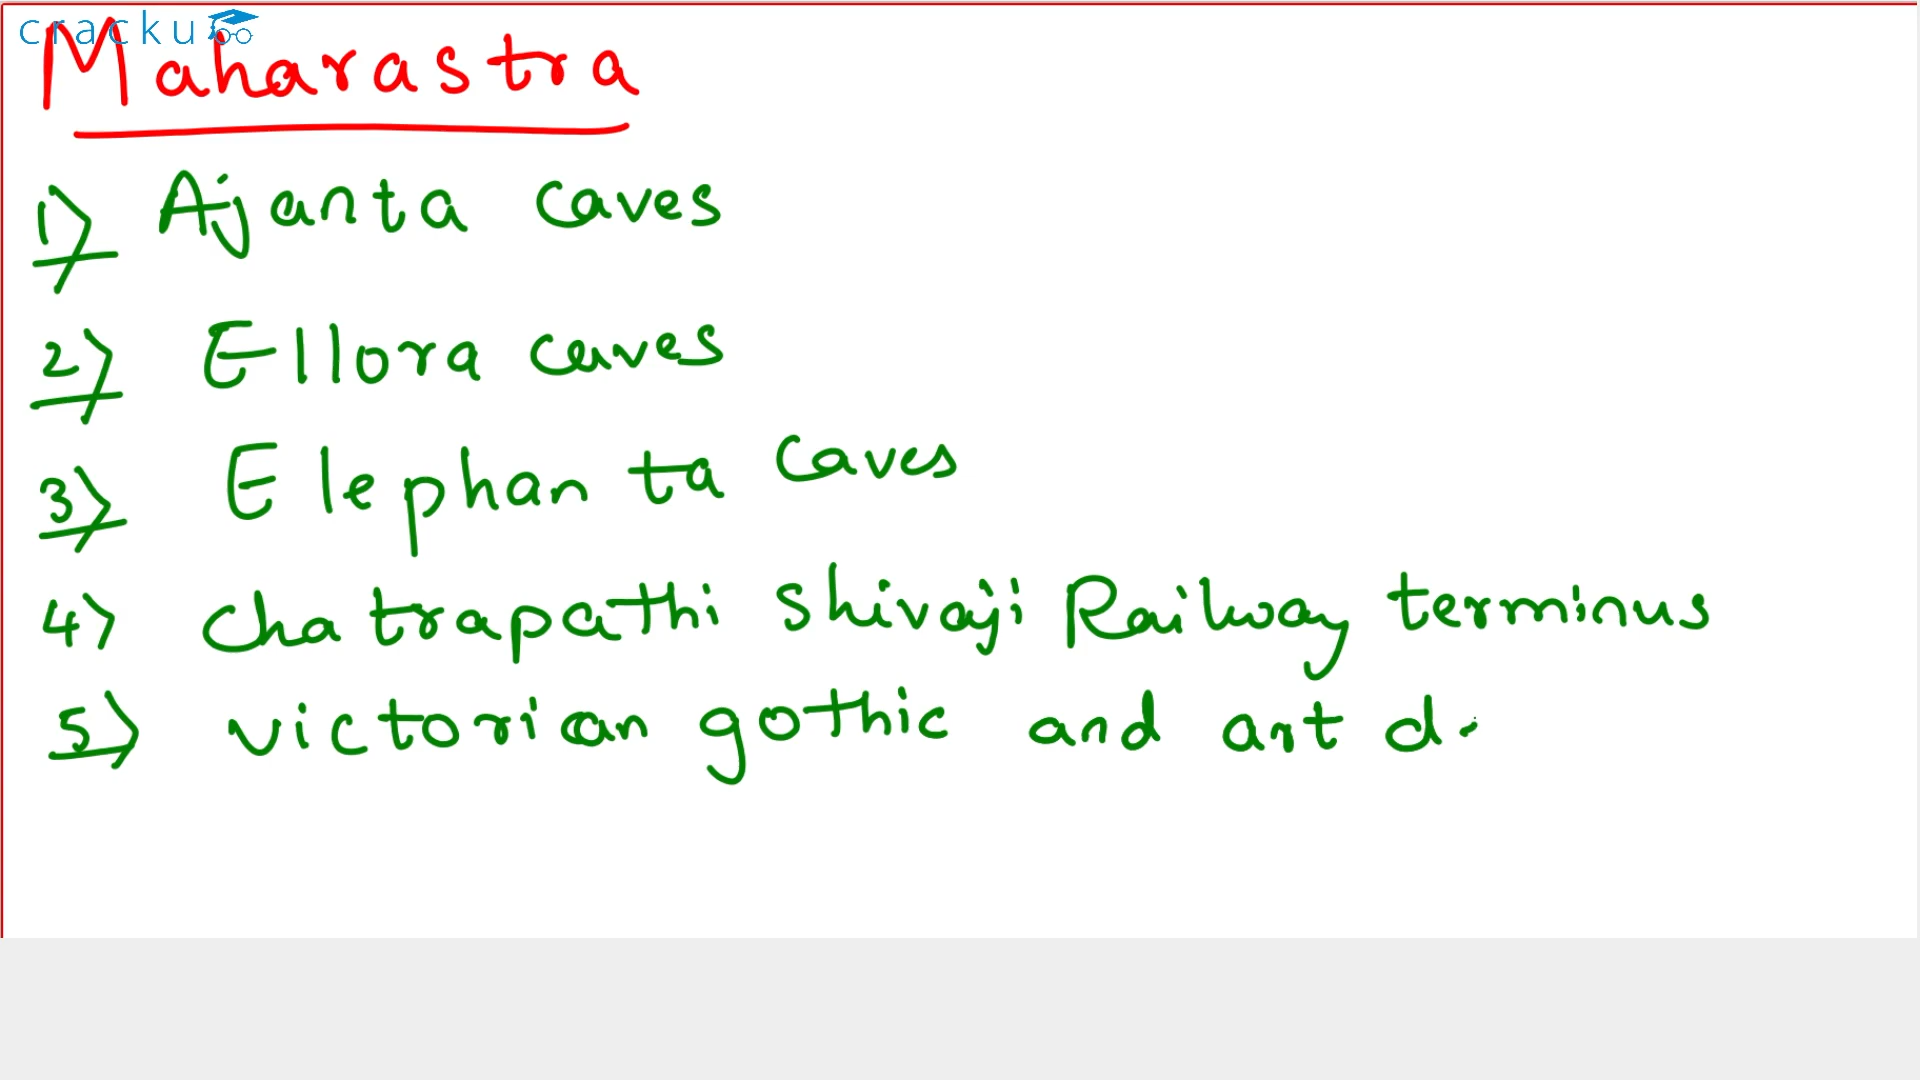 cracku
Maharastra
1) Ajanta caves
2) Ellora caves
3) Elephanta caves
4) Chatrapathi Shivaji Railway terminus
5) victorian gothic and art d